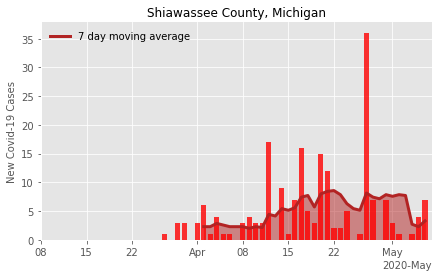 Shiawassee County, Michigan
7 day moving average
New Covid-19 Cases
35
30
25
20
15
10
5
0
08 15 22 Apr 08 15 22 May
2020-May